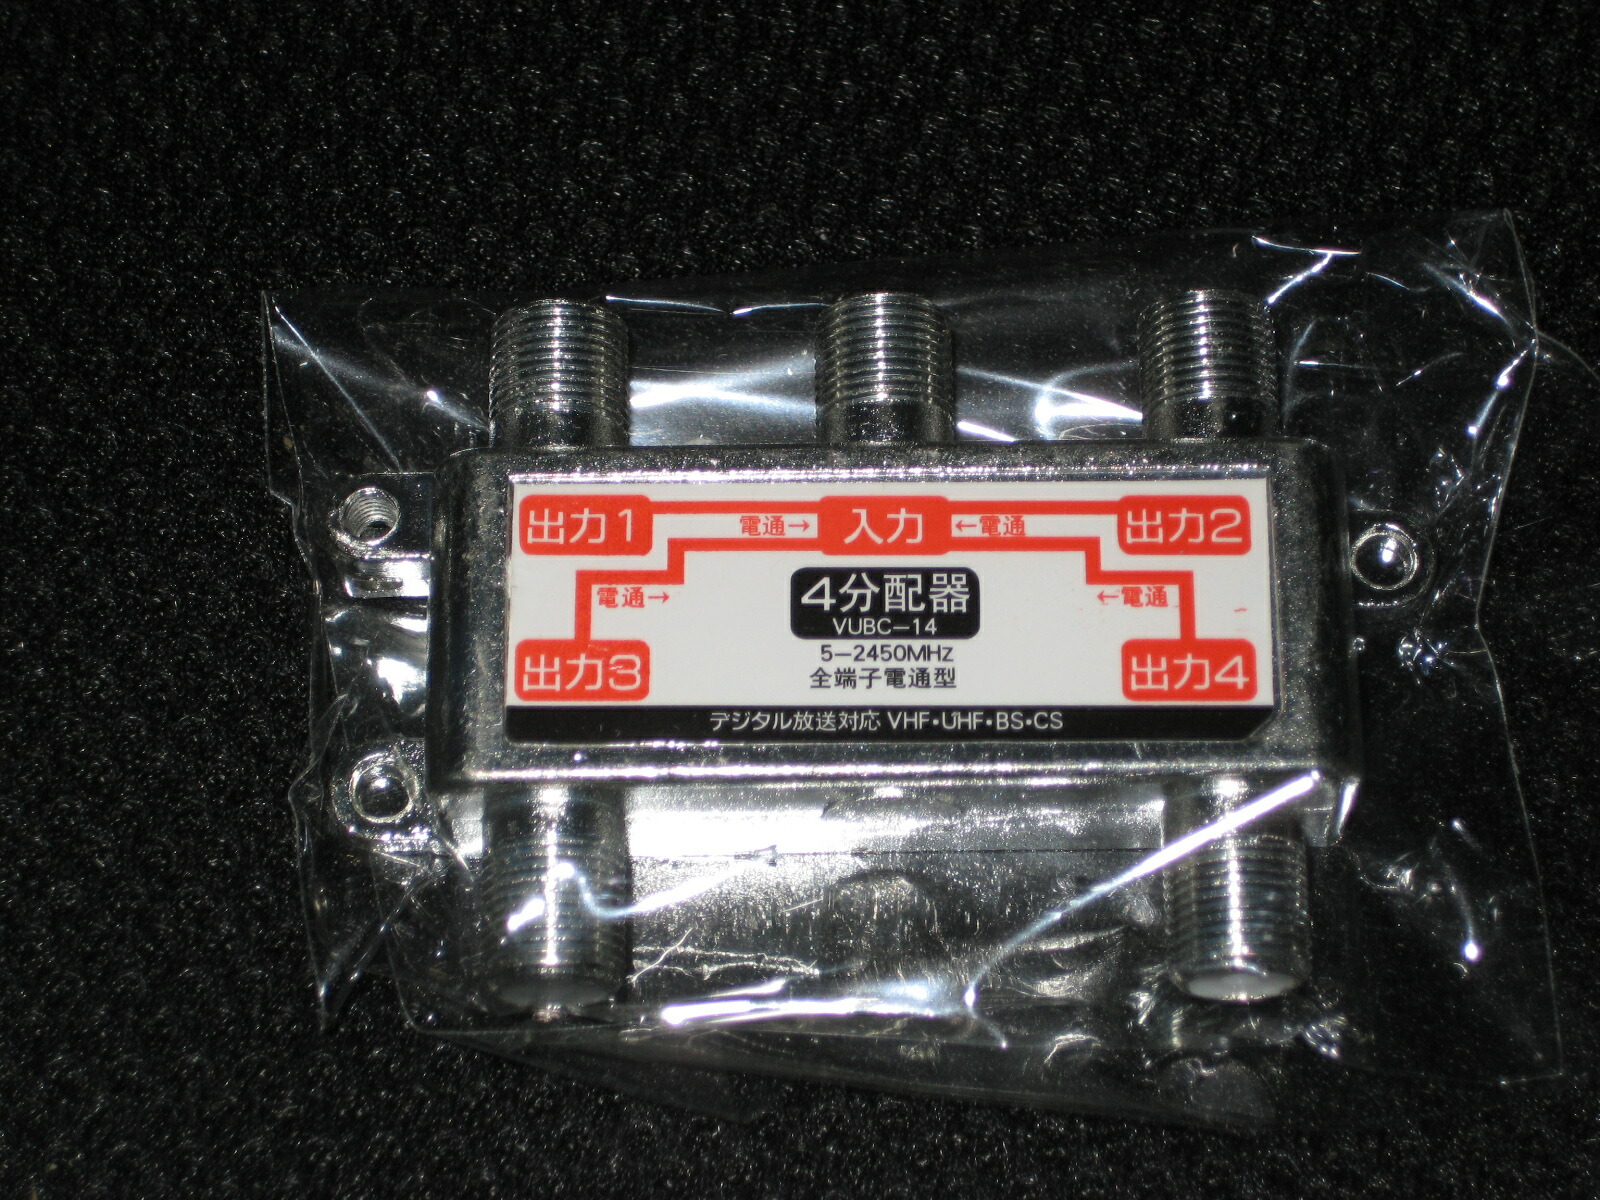 出力1 電通→ 入力 ←電通 出力2
電通→ ←電通
4分配器
VUBC-14
5-2450MHz
出力3 出力4
全端子電通型
デジタル放送対応 VHF・UHF・BS・CS